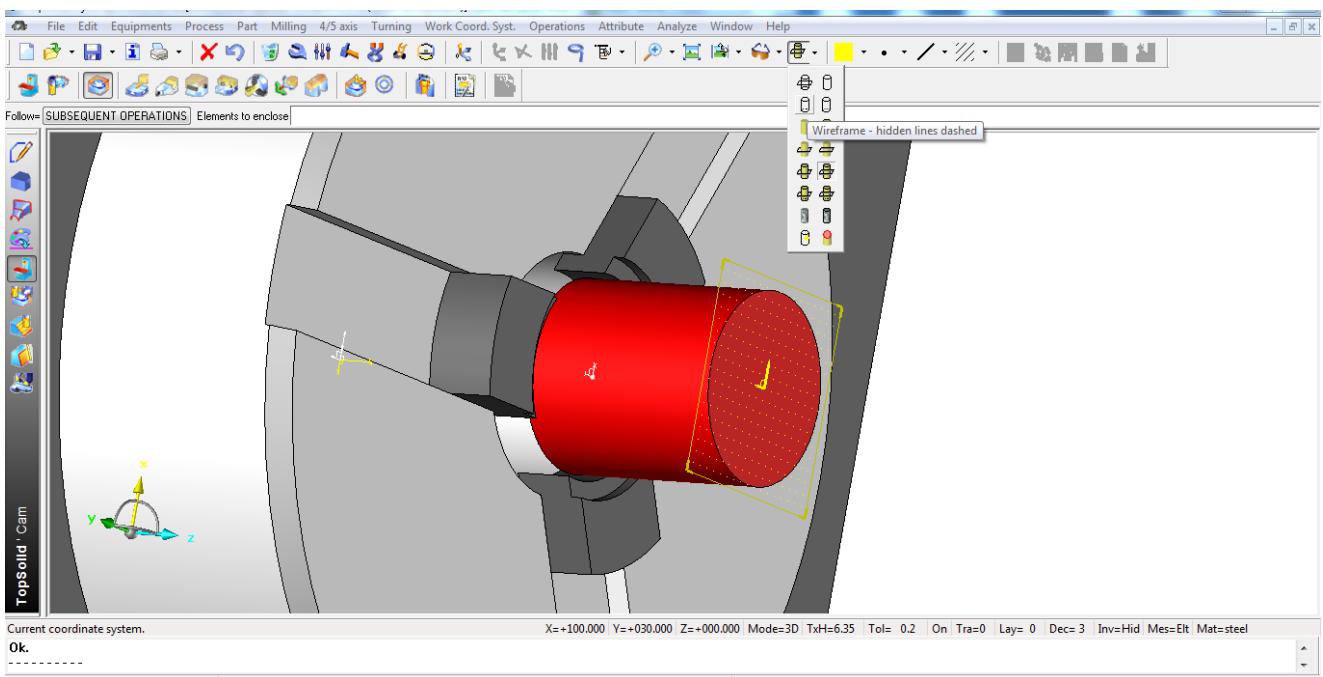 File Edit Equipments Process Part Milling 4/5 axis Turning Work Coord. Syst. Operations Attribute Analyze Window Help
Follow= SUBSEQUENT OPERATIONS Elements to enclose
Wireframe - hidden lines dashed
x
y
z
TopSolid'Cam
Current coordinate system. X=+100.000 Y=+030.000 Z=+000.000 Mode=3D TxH=6.35 Tol= 0.2 On Tra=0 Lay= 0 Dec= 3 Inv=Hid Mes=Elt Mat=steel
Ok.
----------